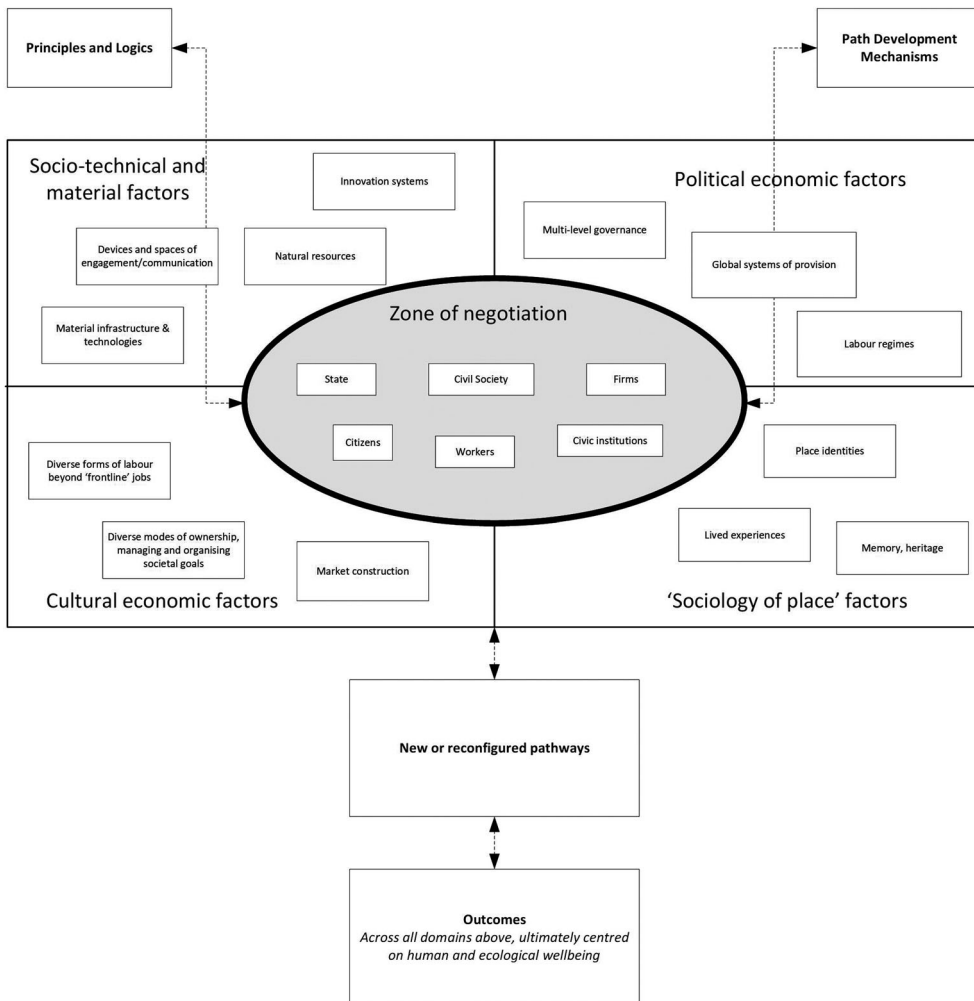 Principles and Logics
Path Development
Mechanisms
Socio-technical and
material factors
Innovation systems
Devices and spaces of
engagement/communication
Natural resources
Material infrastructure &
technologies
Political economic factors
Multi-level governance
Global systems of provision
Labour regimes
Zone of negotiation
State
Civil Society
Firms
Citizens
Workers
Civic institutions
Diverse forms of labour
beyond ‘frontline’ jobs
Diverse modes of ownership,
managing and organising
societal goals
Market construction
Cultural economic factors
Place identities
Lived experiences
Memory, heritage
‘Sociology of place’ factors
New or reconfigured pathways
Outcomes
Across all domains above, ultimately centred
on human and ecological wellbeing